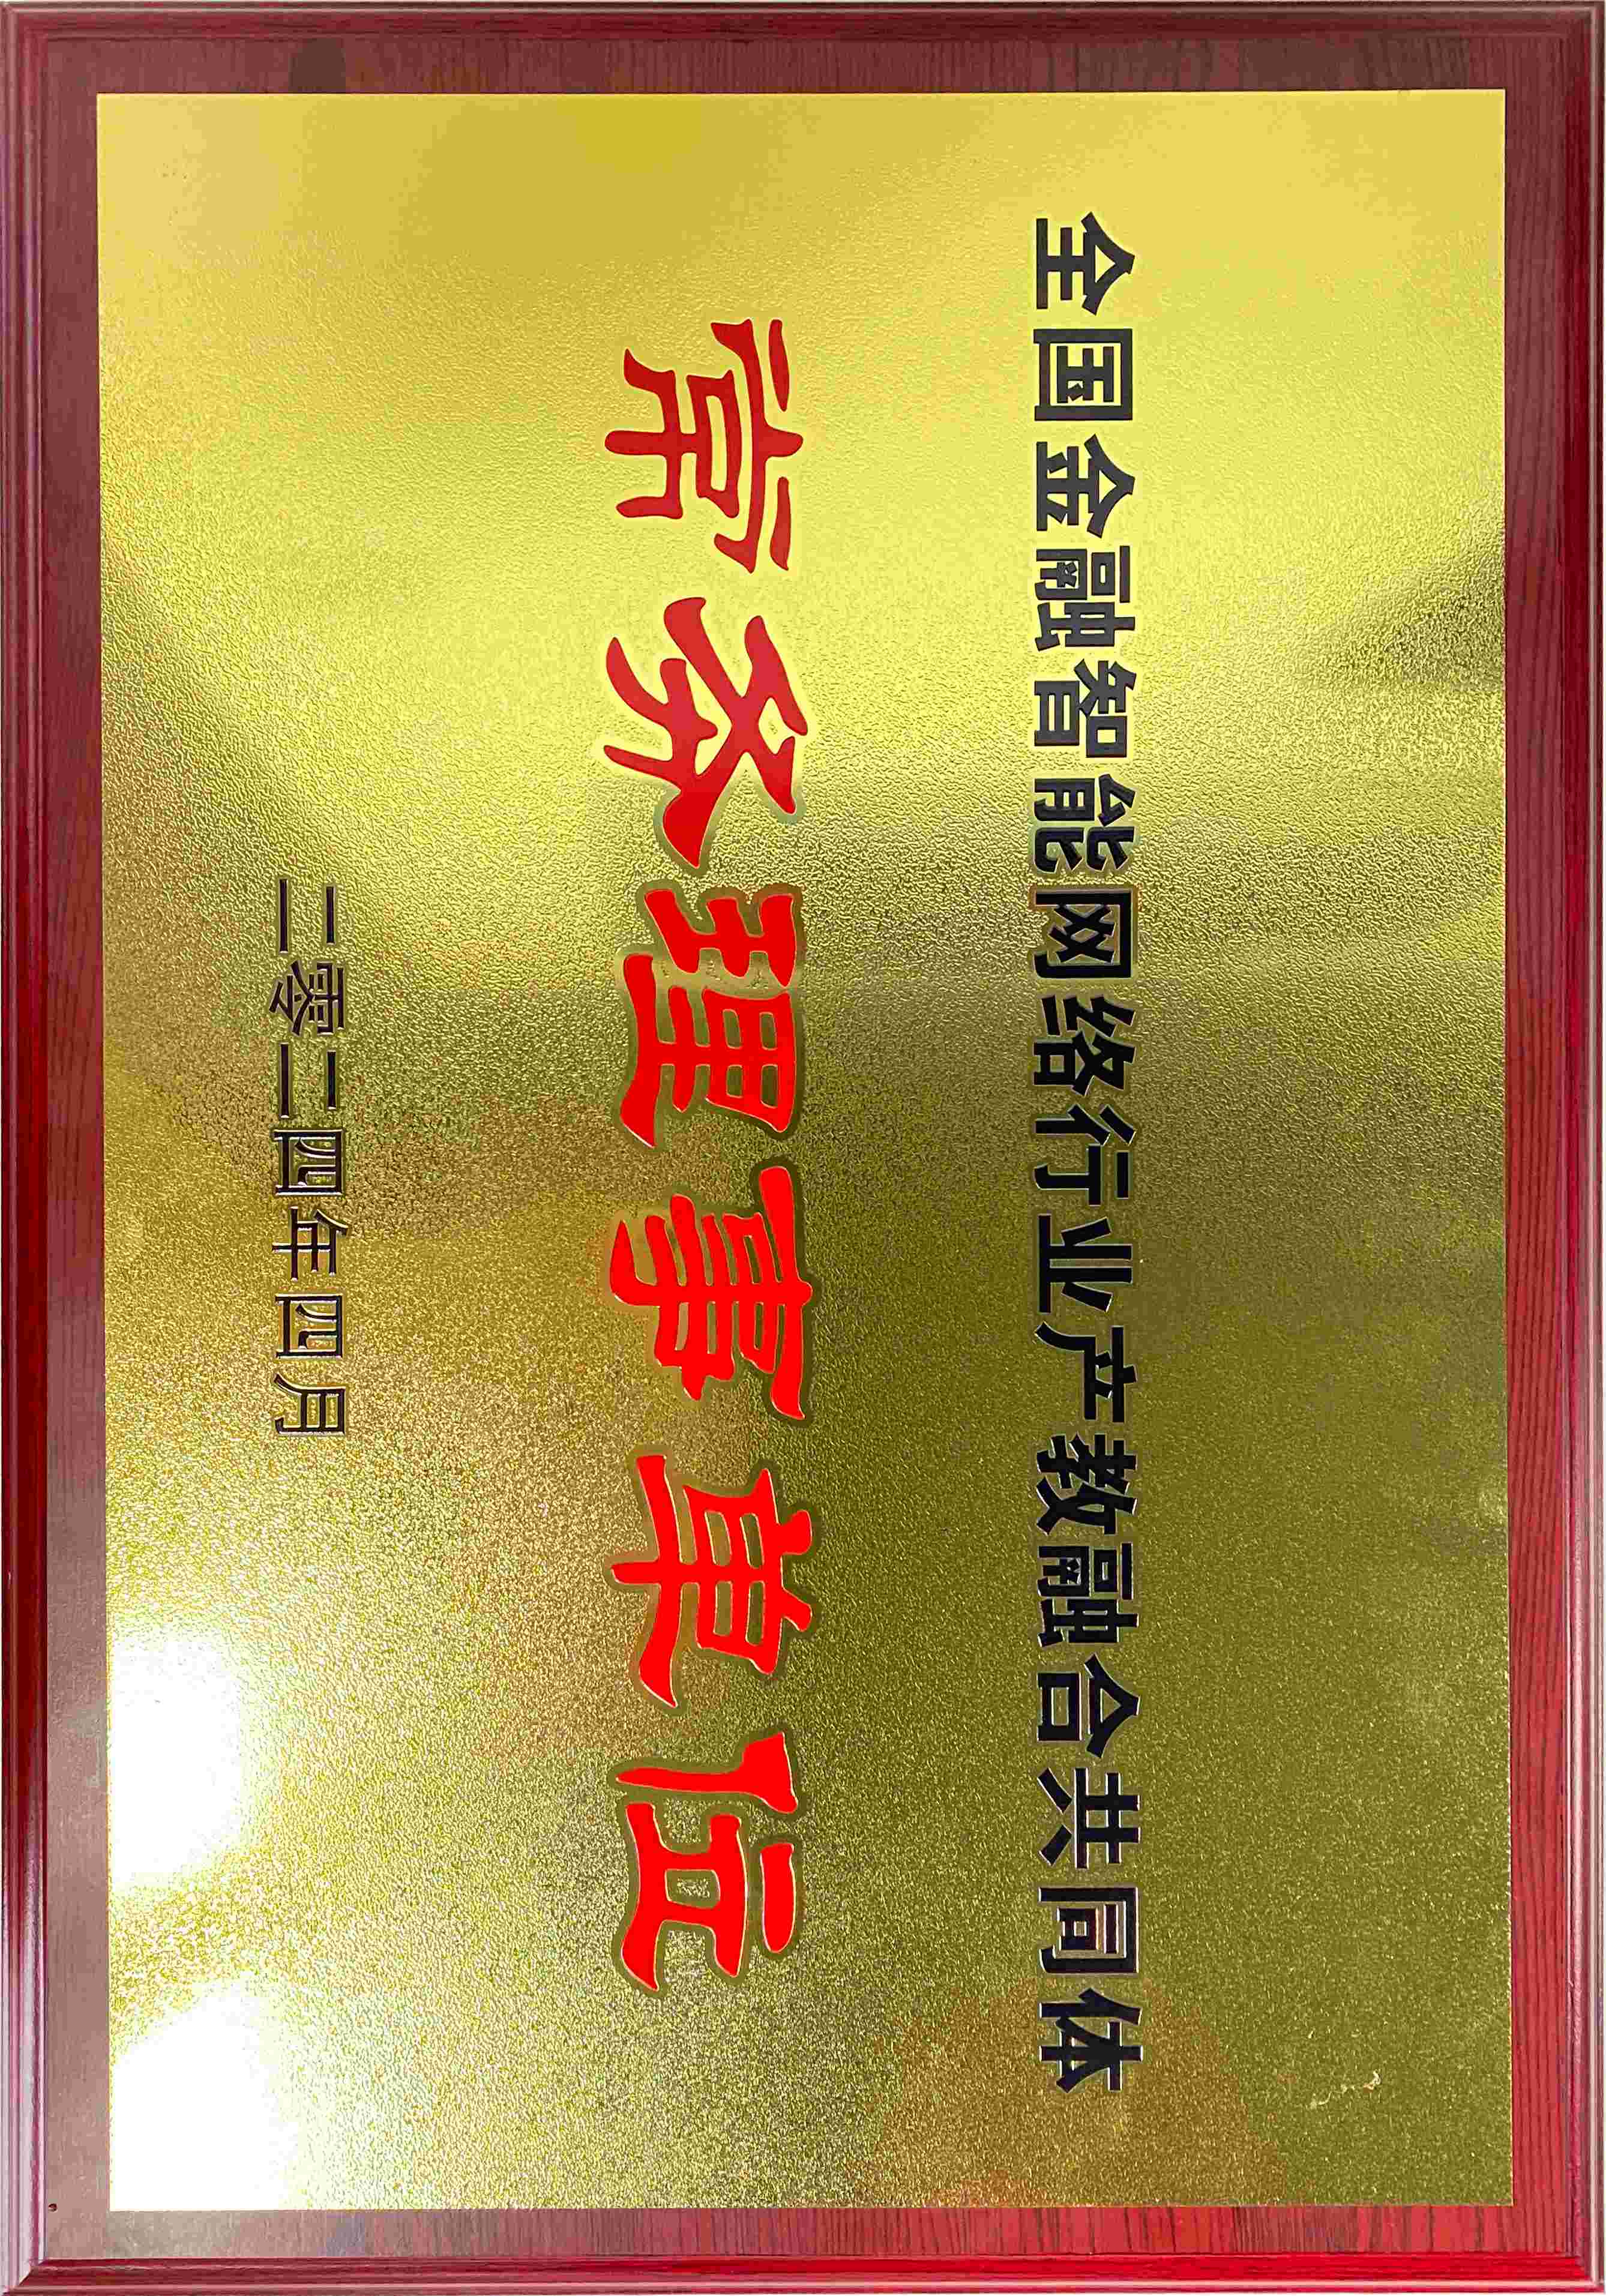 全国金融智能网络行业产教融合共同体
常务理事单位
二零二四年四月